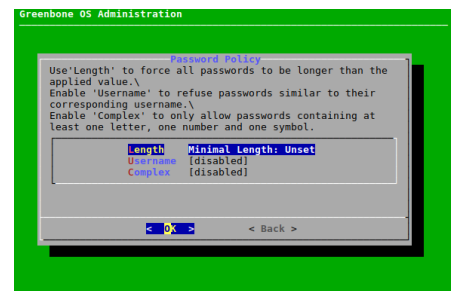 Greenbone OS Administration
Password Policy
Use'Length' to force all passwords to be longer than the
applied value.\
Enable 'Username' to refuse passwords similar to their
corresponding username.\
Enable 'Complex' to only allow passwords containing at
least one letter, one number and one symbol.
Length Minimal Length: Unset
Username [disabled]
Complex [disabled]
< OK > < Back >